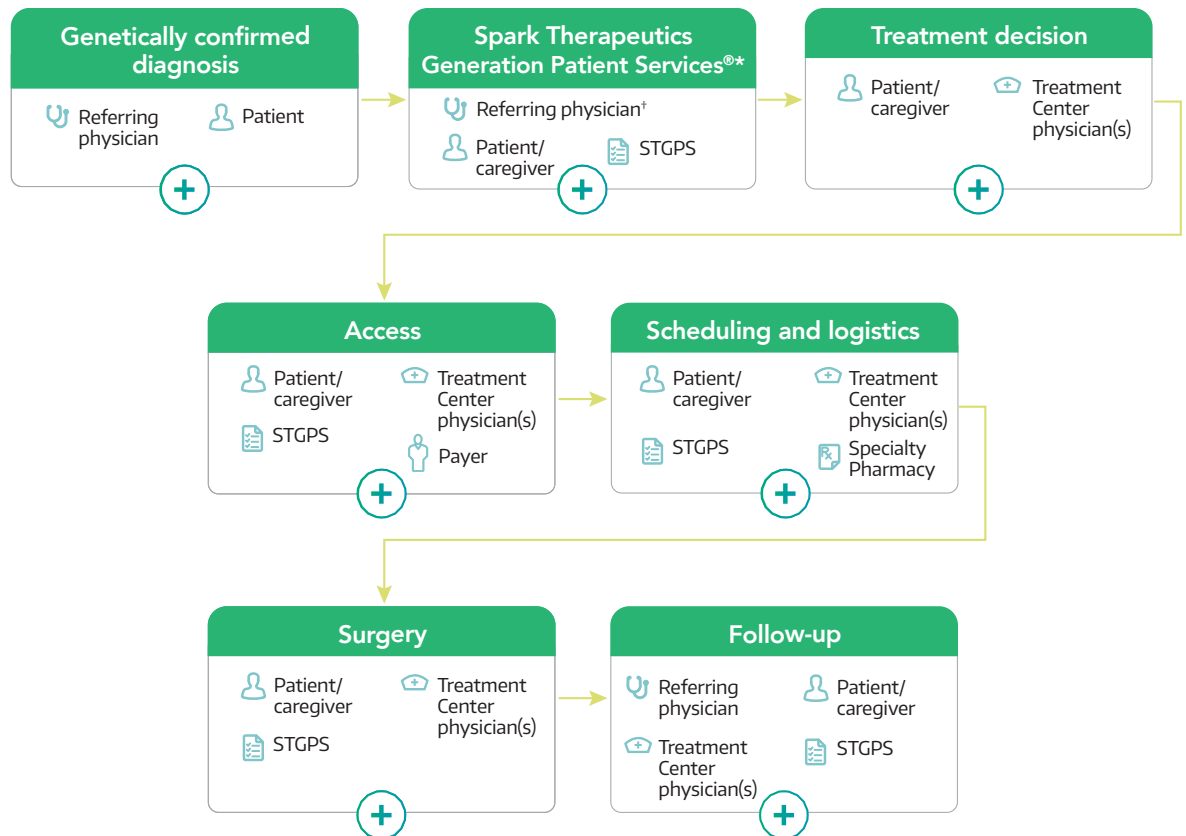 Genetically confirmed
diagnosis
Referring
physician
Patient
Spark Therapeutics
Generation Patient Services®*
Referring physician†
Patient/
caregiver
STGPS
Treatment decision
Patient/
caregiver
Treatment
Center
physician(s)
Access
Patient/
caregiver
Treatment
Center
physician(s)
STGPS
Payer
Scheduling and logistics
Patient/
caregiver
Treatment
Center
physician(s)
STGPS
Rx
Specialty
Pharmacy
Surgery
Patient/
caregiver
Treatment
Center
physician(s)
STGPS
Follow-up
Referring
physician
Patient/
caregiver
Treatment
Center
physician(s)
STGPS